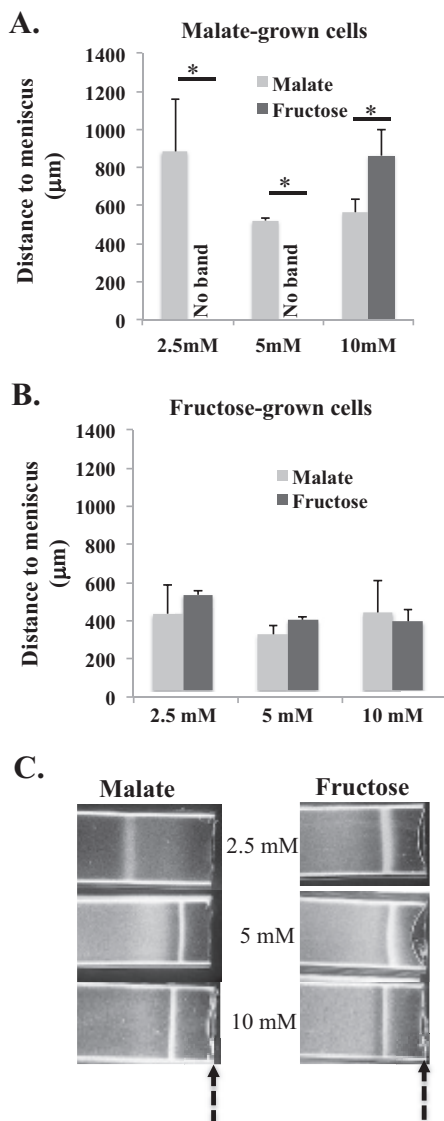 A.
Malate-grown cells
Distance to meniscus
(μm)
1400
1200
1000
800
600
400
200
0
*
*
*
Malate
Fructose
No band
No band
2.5mM
5mM
10mM
B.
Fructose-grown cells
Distance to meniscus
(μm)
1400
1200
1000
800
600
400
200
0
Malate
Fructose
2.5 mM
5 mM
10 mM
C.
Malate
Fructose
2.5 mM
5 mM
10 mM